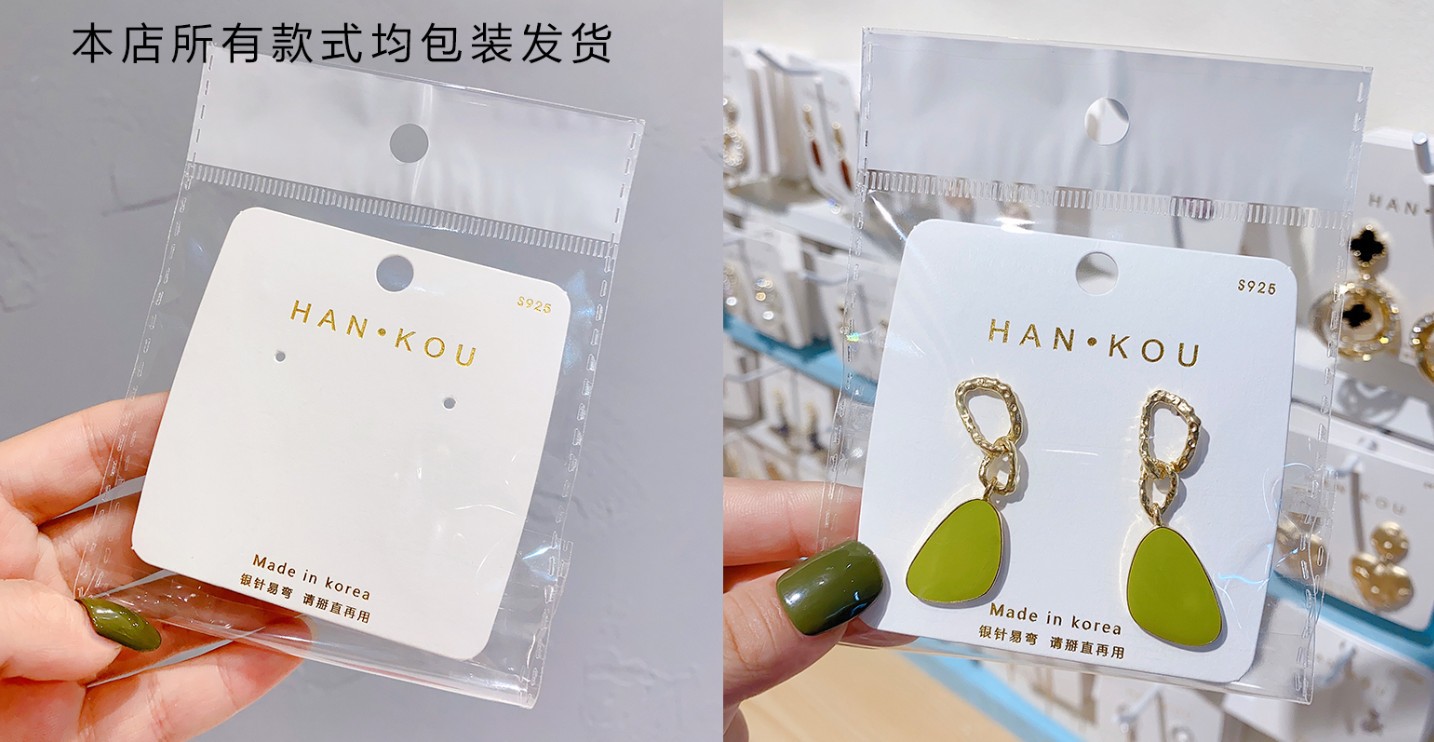 本店所有款式均包装发货
S925
HAN•KOU
Made in korea
银针易弯 请掰直再用
S925
HAN•KOU
Made in korea
银针易弯 请掰直再用
HAN
KOU